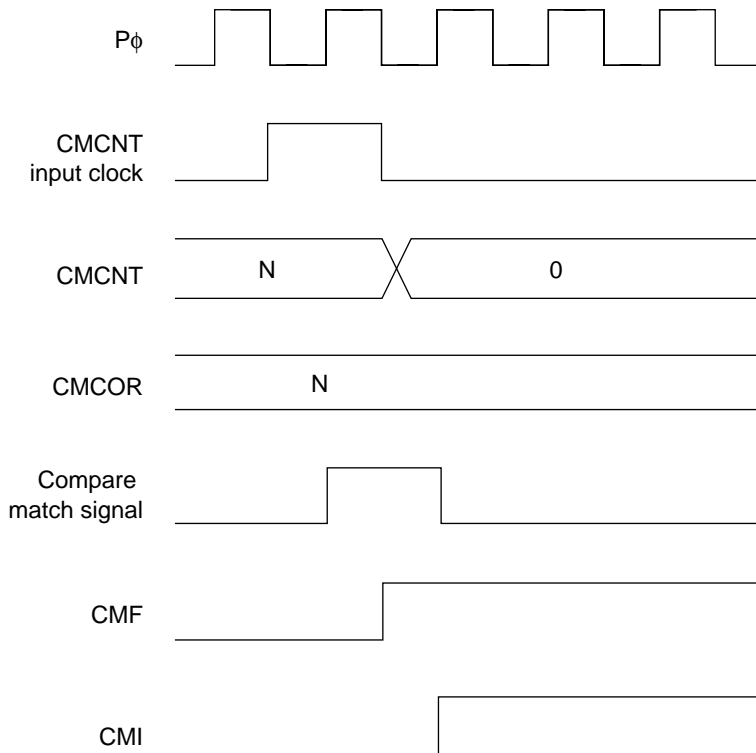 Pϕ
CMCNT
input clock
CMCNT
N
0
CMCOR
N
Compare
match signal
CMF
CMI